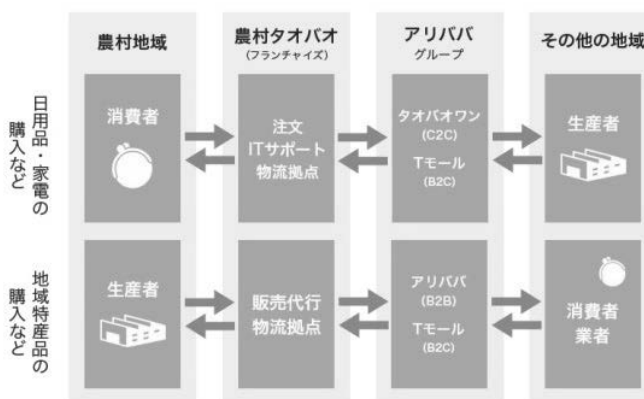 農村地域
農村タオバオ
(フランチャイズ)
アリババ
グループ
その他の地域
日用品・家電の
購入など
消費者
注文
ITサポート
物流拠点
タオバオワン
(C2C)
Tモール
(B2C)
生産者
地域特産品の
購入など
生産者
販売代行
物流拠点
アリババ
(B2B)
Tモール
(B2C)
消費者
業者